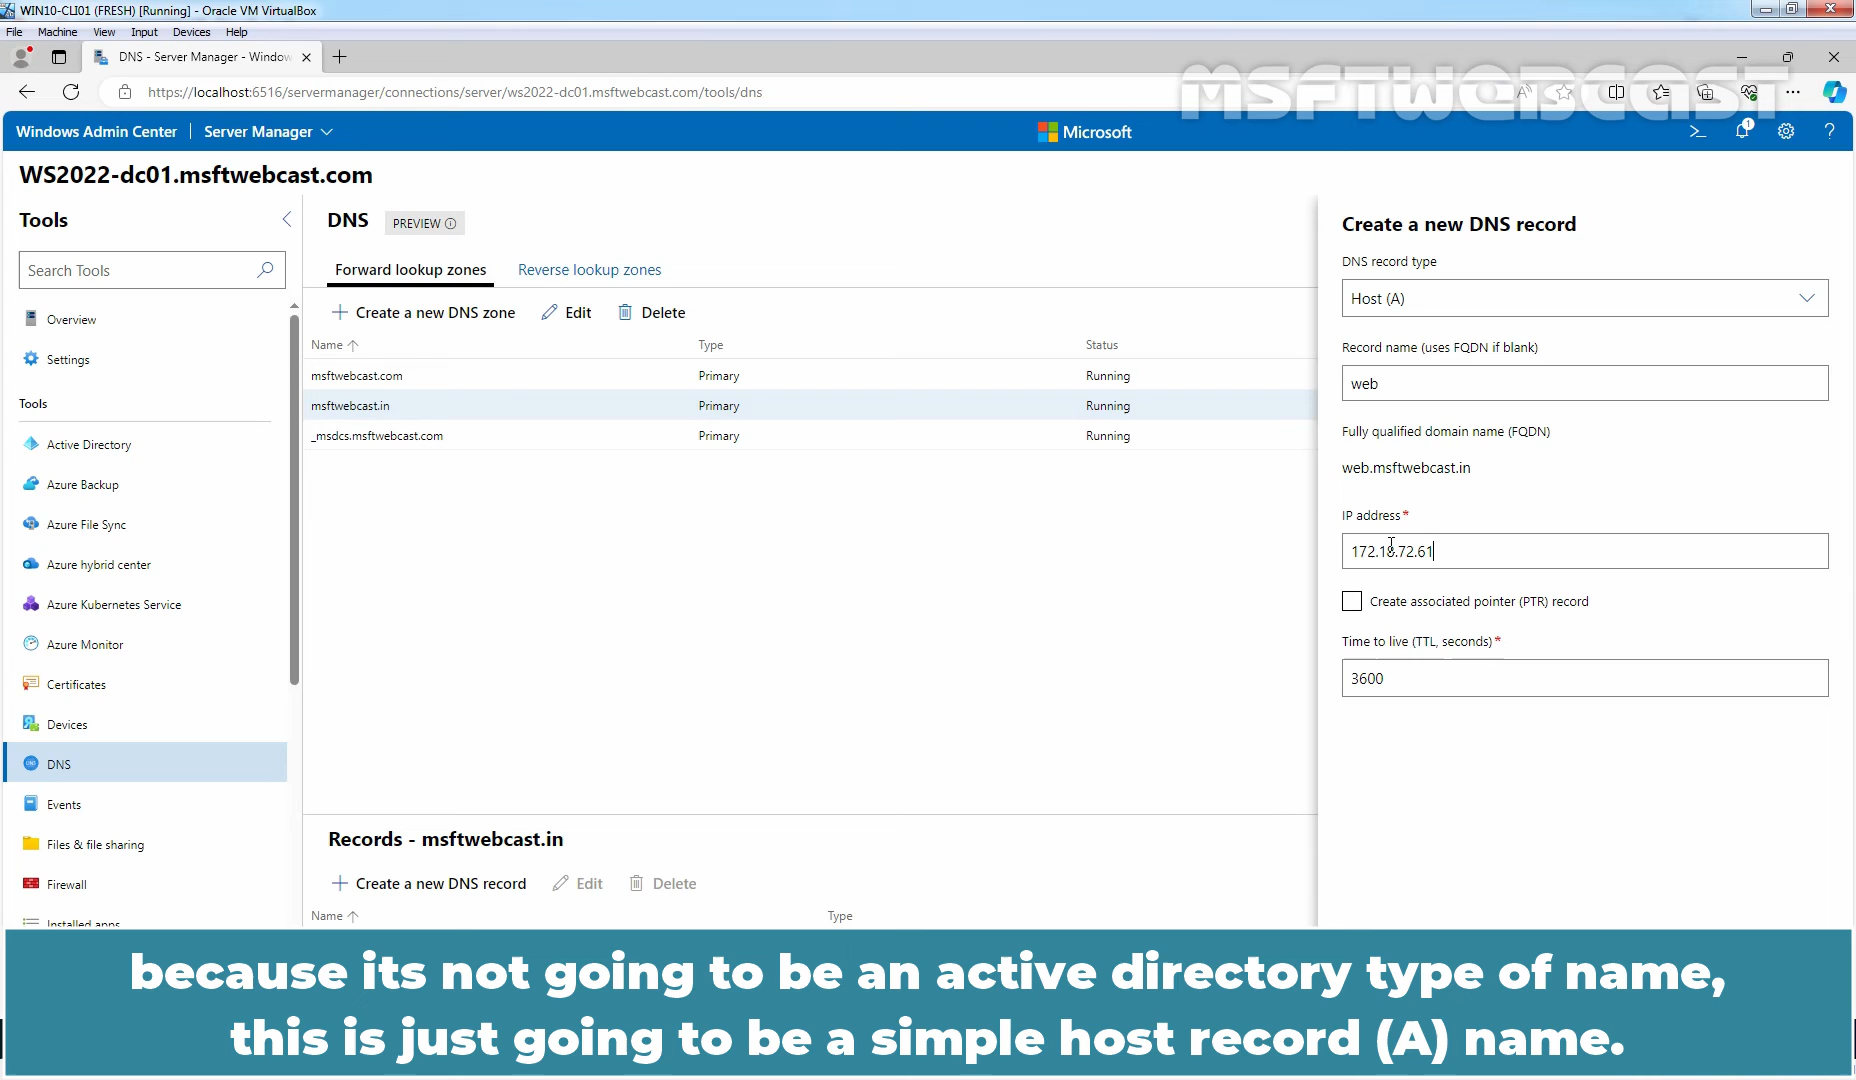 WIN10-CLI01 (FRESH) [Running] - Oracle VM VirtualBox
File Machine View Input Devices Help
DNS - Server Manager - Window
https://localhost:6516/servermanager/connections/server/ws2022-dc01.msftwebcast.com/tools/dns
MSFTWEBCAST
Windows Admin Center | Server Manager
Microsoft
1
WS2022-dc01.msftwebcast.com
Tools
Search Tools
Overview
Settings
Tools
Active Directory
Azure Backup
Azure File Sync
Azure hybrid center
Azure Kubernetes Service
Azure Monitor
Certificates
Devices
DNS
Events
Files & file sharing
Firewall
Installed apps
DNS PREVIEW
Forward lookup zones Reverse lookup zones
Create a new DNS zone Edit Delete
Name Type Status
msftwebcast.com Primary Running
msftwebcast.in Primary Running
_msdcs.msftwebcast.com Primary Running
Records - msftwebcast.in
Create a new DNS record Edit Delete
Name Type
Create a new DNS record
DNS record type
Host (A)
Record name (uses FQDN if blank)
web
Fully qualified domain name (FQDN)
web.msftwebcast.in
IP address*
172.18.72.61
Create associated pointer (PTR) record
Time to live (TTL, seconds)*
3600
because its not going to be an active directory type of name,
this is just going to be a simple host record (A) name.